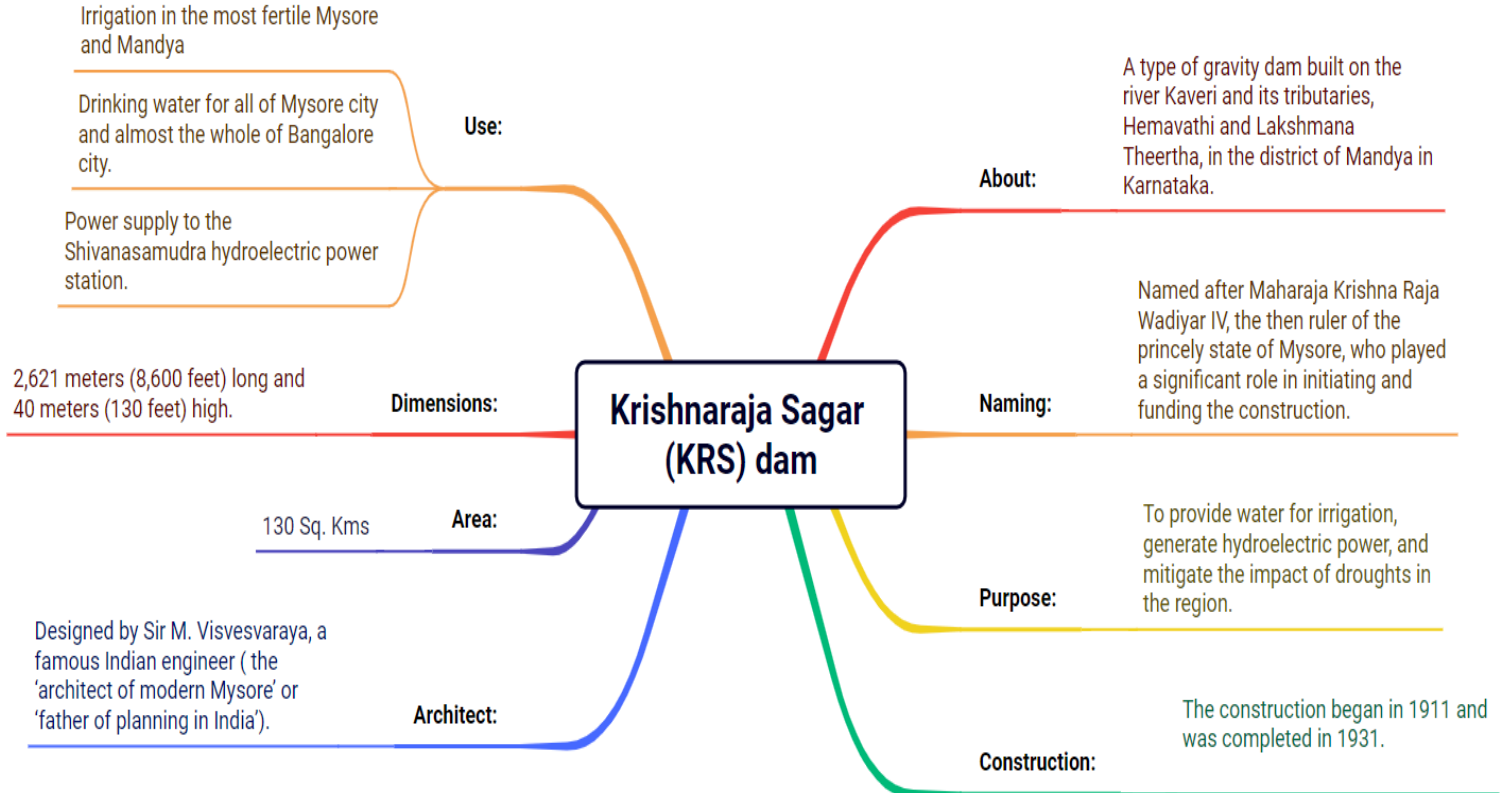 Krishnaraja Sagar
(KRS) dam
About:
A type of gravity dam built on the
river Kaveri and its tributaries,
Hemavathi and Lakshmana
Theertha, in the district of Mandya in
Karnataka.
Naming:
Named after Maharaja Krishna Raja
Wadiyar IV, the then ruler of the
princely state of Mysore, who played
a significant role in initiating and
funding the construction.
Purpose:
To provide water for irrigation,
generate hydroelectric power, and
mitigate the impact of droughts in
the region.
Construction:
The construction began in 1911 and
was completed in 1931.
Use:
Irrigation in the most fertile Mysore
and Mandya
Drinking water for all of Mysore city
and almost the whole of Bangalore
city.
Power supply to the
Shivanasamudra hydroelectric power
station.
Dimensions:
2,621 meters (8,600 feet) long and
40 meters (130 feet) high.
Area:
130 Sq. Kms
Architect:
Designed by Sir M. Visvesvaraya, a
famous Indian engineer ( the
‘architect of modern Mysore’ or
‘father of planning in India’).